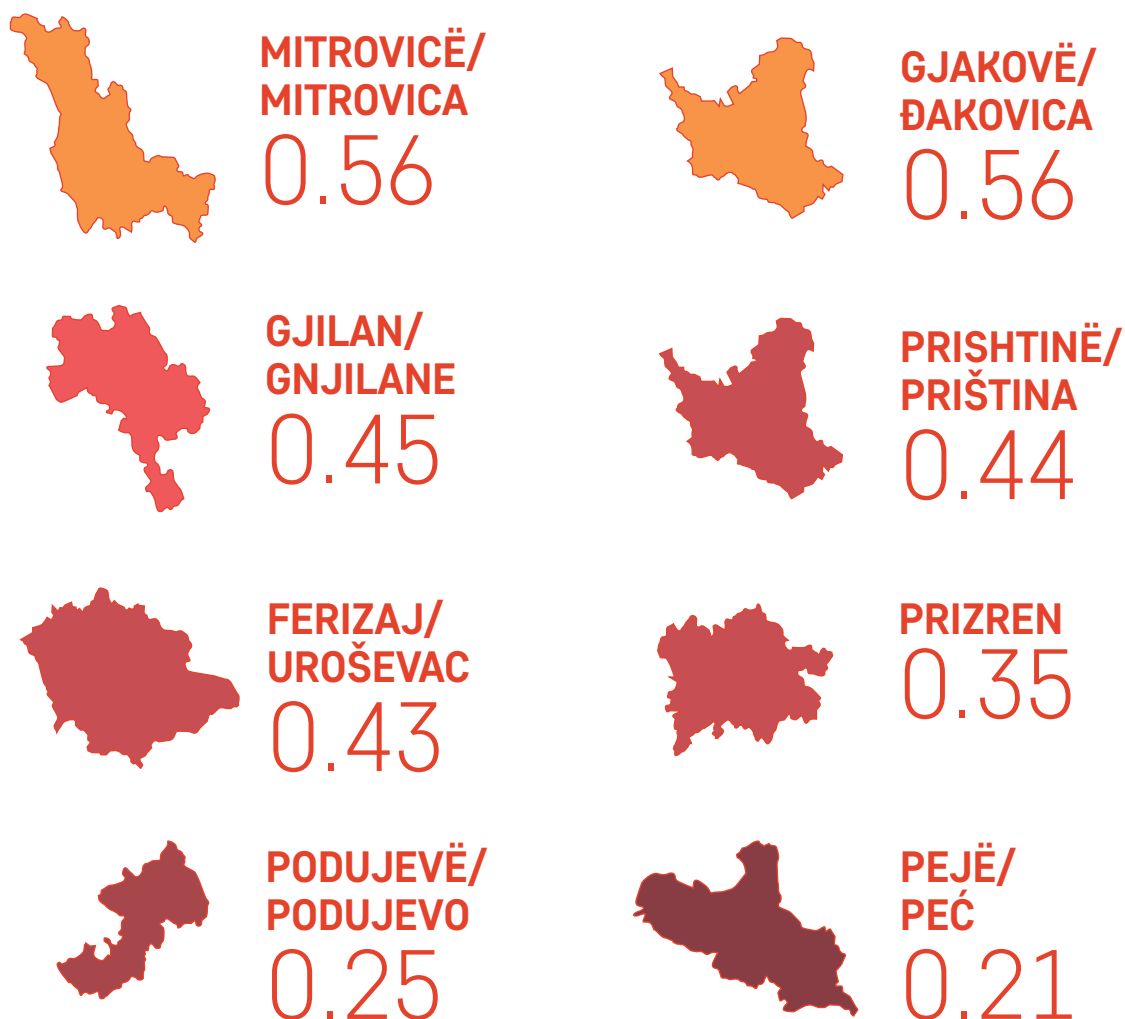 MITROVICË/
MITROVICA
0.56
GJAKOVË/
ĐAKOVICA
0.56
GJILAN/
GNJILANE
0.45
PRISHTINË/
PRIŠTINA
0.44
FERIZAJ/
UROŠEVAC
0.43
PRIZREN
0.35
PODUJEVË/
PODUJEVO
0.25
PEJË/
PEĆ
0.21